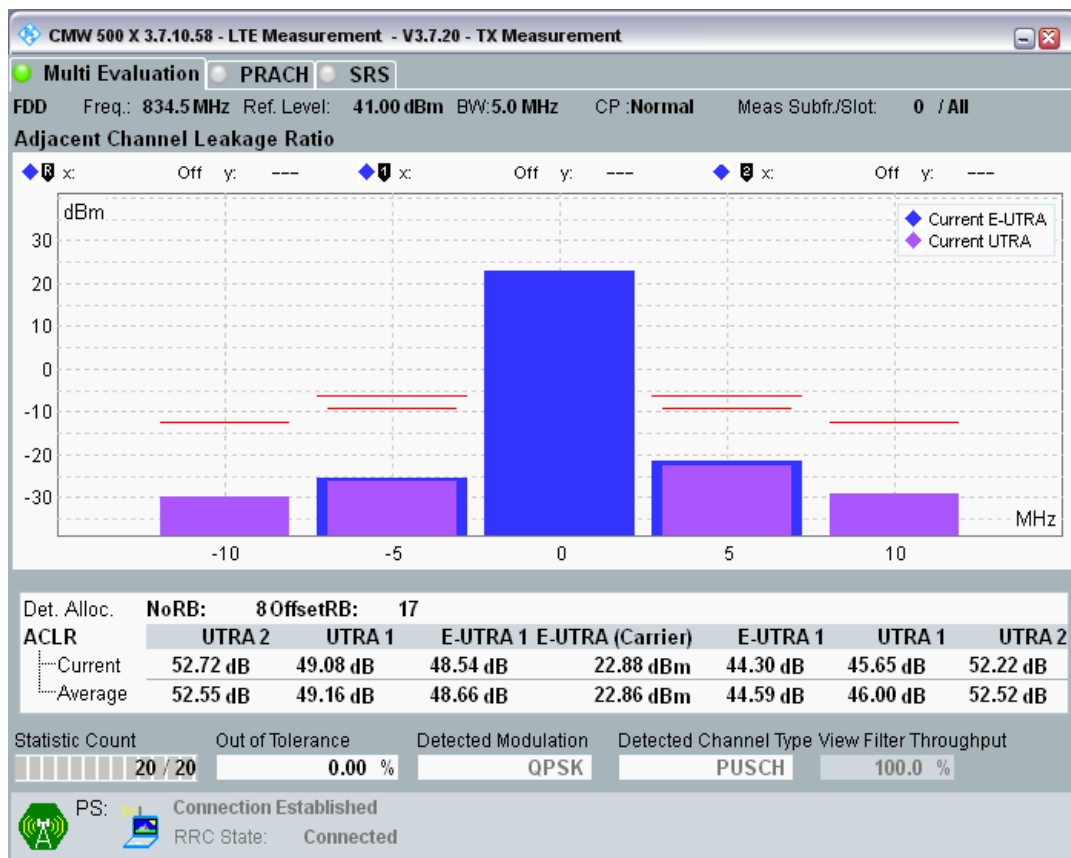 CMW 500 X 3.7.10.58 - LTE Measurement - V3.7.20 - TX Measurement
Multi Evaluation PRACH SRS
FDD Freq.: 834.5 MHz Ref. Level: 41.00 dBm BW:5.0 MHz CP :Normal Meas Subfr./Slot: 0 / All
Adjacent Channel Leakage Ratio
R x: Off y: --- 1 x: Off y: --- 2 x: Off y: ---
dBm
Current E-UTRA
Current UTRA
30
20
10
0
-10
-20
-30
MHz
-10 -5 0 5 10
Det. Alloc. NoRB: 8 OffsetRB: 17
ACLR UTRA 2 UTRA 1 E-UTRA 1 E-UTRA (Carrier) E-UTRA 1 UTRA 1 UTRA 2
Current 52.72 dB 49.08 dB 48.54 dB 22.88 dBm 44.30 dB 45.65 dB 52.22 dB
Average 52.55 dB 49.16 dB 48.66 dB 22.86 dBm 44.59 dB 46.00 dB 52.52 dB
Statistic Count Out of Tolerance Detected Modulation Detected Channel Type View Filter Throughput
20 / 20 0.00 % QPSK PUSCH 100.0 %
PS: Connection Established
RRC State: Connected